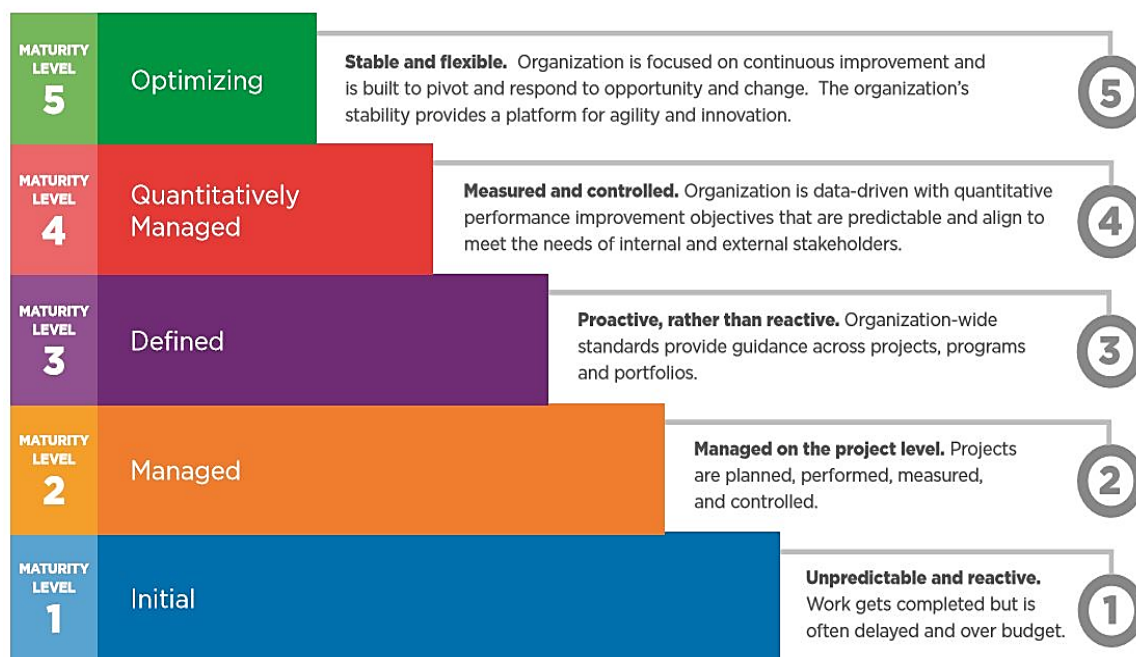 MATURITY
LEVEL
5
Optimizing
Stable and flexible. Organization is focused on continuous improvement and
is built to pivot and respond to opportunity and change. The organization's
stability provides a platform for agility and innovation.
5
MATURITY
LEVEL
4
Quantitatively
Managed
Measured and controlled. Organization is data-driven with quantitative
performance improvement objectives that are predictable and align to
meet the needs of internal and external stakeholders.
4
MATURITY
LEVEL
3
Defined
Proactive, rather than reactive. Organization-wide
standards provide guidance across projects, programs
and portfolios.
3
MATURITY
LEVEL
2
Managed
Managed on the project level. Projects
are planned, performed, measured,
and controlled.
2
MATURITY
LEVEL
1
Initial
Unpredictable and reactive.
Work gets completed but is
often delayed and over budget.
1